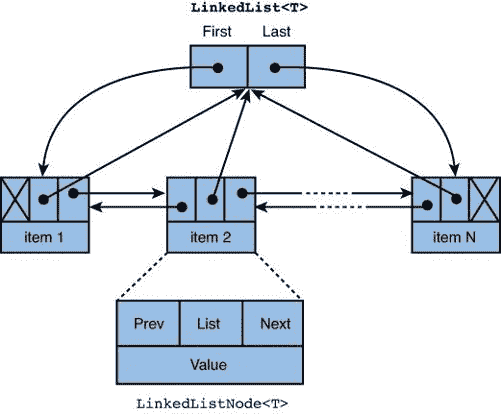 LinkedList<T>
First Last
item 1 item 2 item N
Prev List Next
Value
LinkedListNode<T>